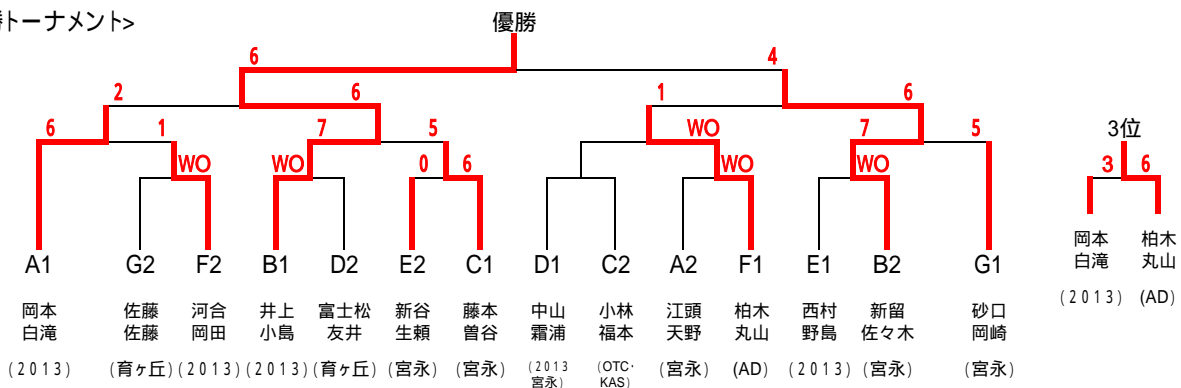 トーナメント>
優勝
6 4
2 6 1 6
6 1 7 5 WO 7 5 3位
WO WO 0 6 WO WO 3 6
A1 G2 F2 B1 D2 E2 C1 D1 C2 A2 F1 E1 B2 G1
岡本 柏木
白滝 丸山
(2013) (AD)
岡本 佐藤 河合 井上 富士松 新谷 藤本 中山 小林 江頭 柏木 西村 新留 砂口
白滝 佐藤 岡田 小島 友井 生頼 曽谷 霜浦 福本 天野 丸山 野島 佐々木 岡崎
(2013) (育ヶ丘) (2013) (2013) (育ヶ丘) (宮永) (宮永) (2013 (OTC・ (宮永) (AD) (2013) (宮永) (宮永)
宮永) KAS)